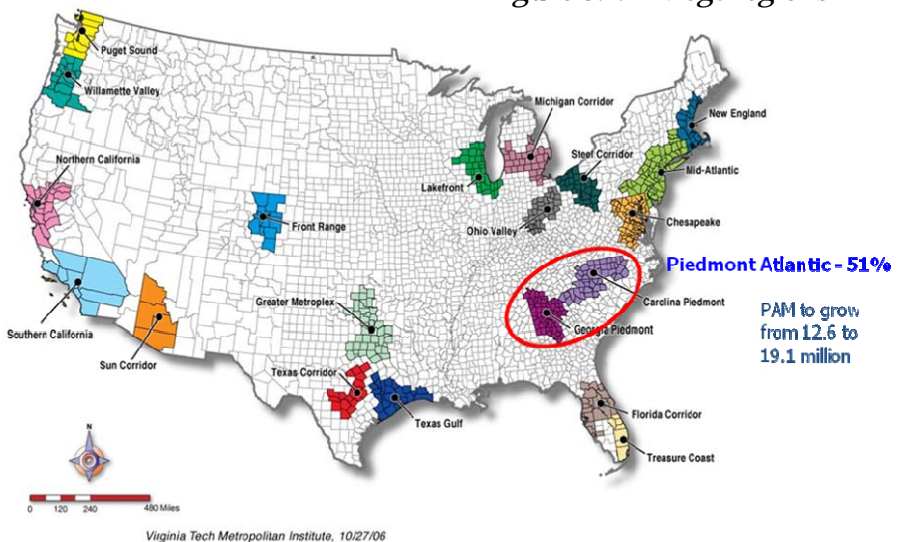 Puget Sound
Willamette Valley
Michigan Corridor
New England
Northern California
Steel Corridor
Mid-Atlantic
Lakefront
Chesapeake
Front Range
Ohio Valley
Piedmont Atlantic - 51%
Carolina Piedmont
Greater Metroplex
PAM to grow
from 12.6 to
19.1 million
Georgia Piedmont
Southern California
Sun Corridor
Texas Corridor
Florida Corridor
Texas Gulf
N
Treasure Coast
0 120 240 480 Miles
Virginia Tech Metropolitan Institute, 10/27/06